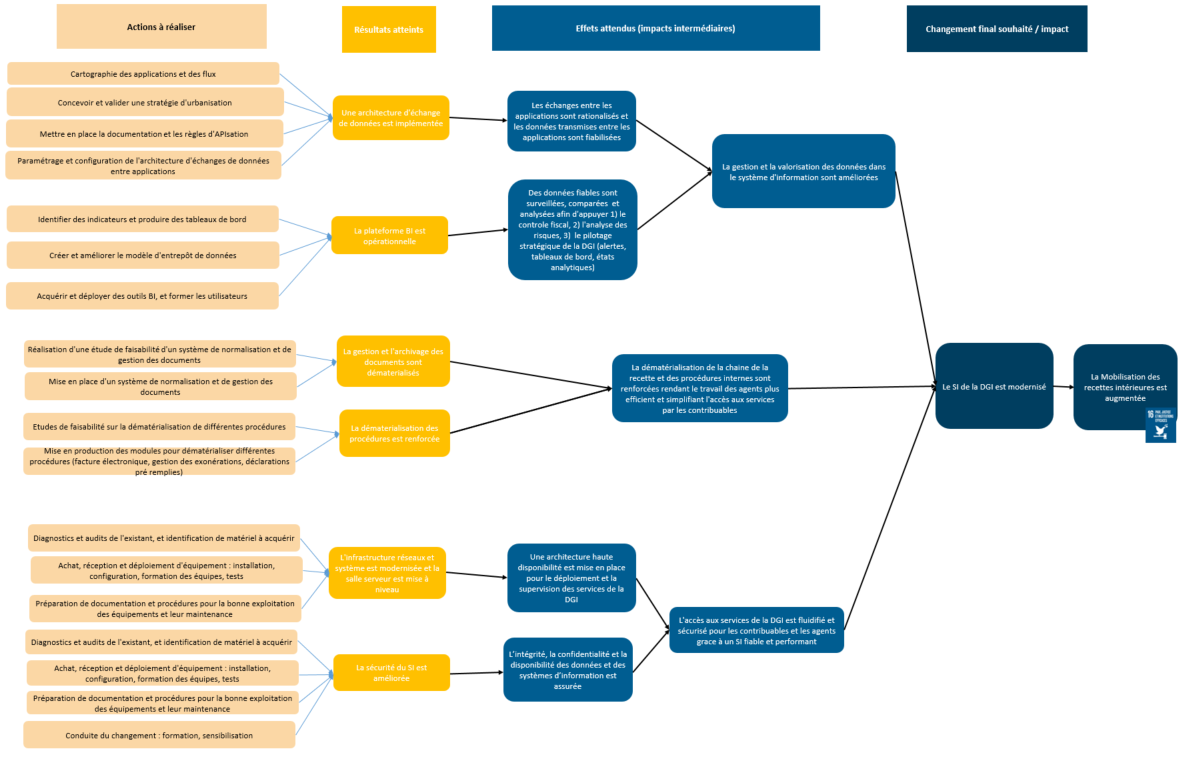 Actions à réaliser
Résultats atteints
Effets attendus (impacts intermédiaires)
Changement final souhaité / impact
Cartographie des applications et des flux
Concevoir et valider une stratégie d'urbanisation
Mettre en place la documentation et les règles d'APIsation
Paramétrage et configuration de l'architecture d'échanges de données
entre applications
Une architecture d'échange
de données est implémentée
Les échanges entre les
applications sont rationalisés et
les données transmises entre les
applications sont fiabilisées
La gestion et la valorisation des données dans
le système d'information sont améliorées
Identifier des indicateurs et produire des tableaux de bord
Créer et améliorer le modèle d'entrepôt de données
Acquérir et déployer des outils BI, et former les utilisateurs
La plateforme BI est
opérationnelle
Des données fiables sont
surveillées, comparées et
analysées afin d'appuyer 1) le
controle fiscal, 2) l'analyse des
risques, 3) le pilotage
stratégique de la DGI (alertes,
tableaux de bord, états
analytiques)
Réalisation d'une étude de faisabilité d'un système de normalisation et de
gestion des documents
Mise en place d'un système de normalisation et de gestion des
documents
La gestion et l'archivage des
documents sont
dématerialisés
Etudes de faisabilité sur la dématérialisation de différentes procédures
Mise en production des modules pour dématérialiser différentes
procédures (facture électronique, gestion des exonérations, déclarations
pré remplies)
La dématerialisation des
procédures est renforcée
La dématérialisation de la chaine de la
recette et des procédures internes sont
renforcées rendant le travail des agents plus
efficient et simplifiant l'accès aux services
par les contribuables
Le SI de la DGI est modernisé
La Mobilisation des
recettes intérieures est
augmentée
16 PAIX, JUSTICE
ET INSTITUTIONS
EFFICACES
Diagnostics et audits de l'existant, et identification de matériel à acquérir
Achat, réception et déploiement d'équipement : installation,
configuration, formation des équipes, tests
Préparation de documentation et procédures pour la bonne exploitation
des équipements et leur maintenance
L'infrastructure réseaux et
système est modernisée et la
salle serveur est mise à
niveau
Une architecture haute
disponibilité est mise en place
pour le déploiement et la
supervision des services de la
DGI
Diagnostics/audits de l'existant, et identification de matériel à acquérir
Achat, réception et déploiement d'équipement : installation,
configuration, formation des équipes, tests
Préparation de documentation et procédures pour la bonne exploitation
des équipements et leur maintenance
Conduite du changement : formation, sensibilisation
La sécurité du SI est
améliorée
L'intégrité, la confidentialité et la
disponibilité des données et des
systèmes d'information est
assurée
L'accès aux services de la DGI est fluidifié et
sécurisé pour les contribuables et les agents
grace à un SI fiable et performant